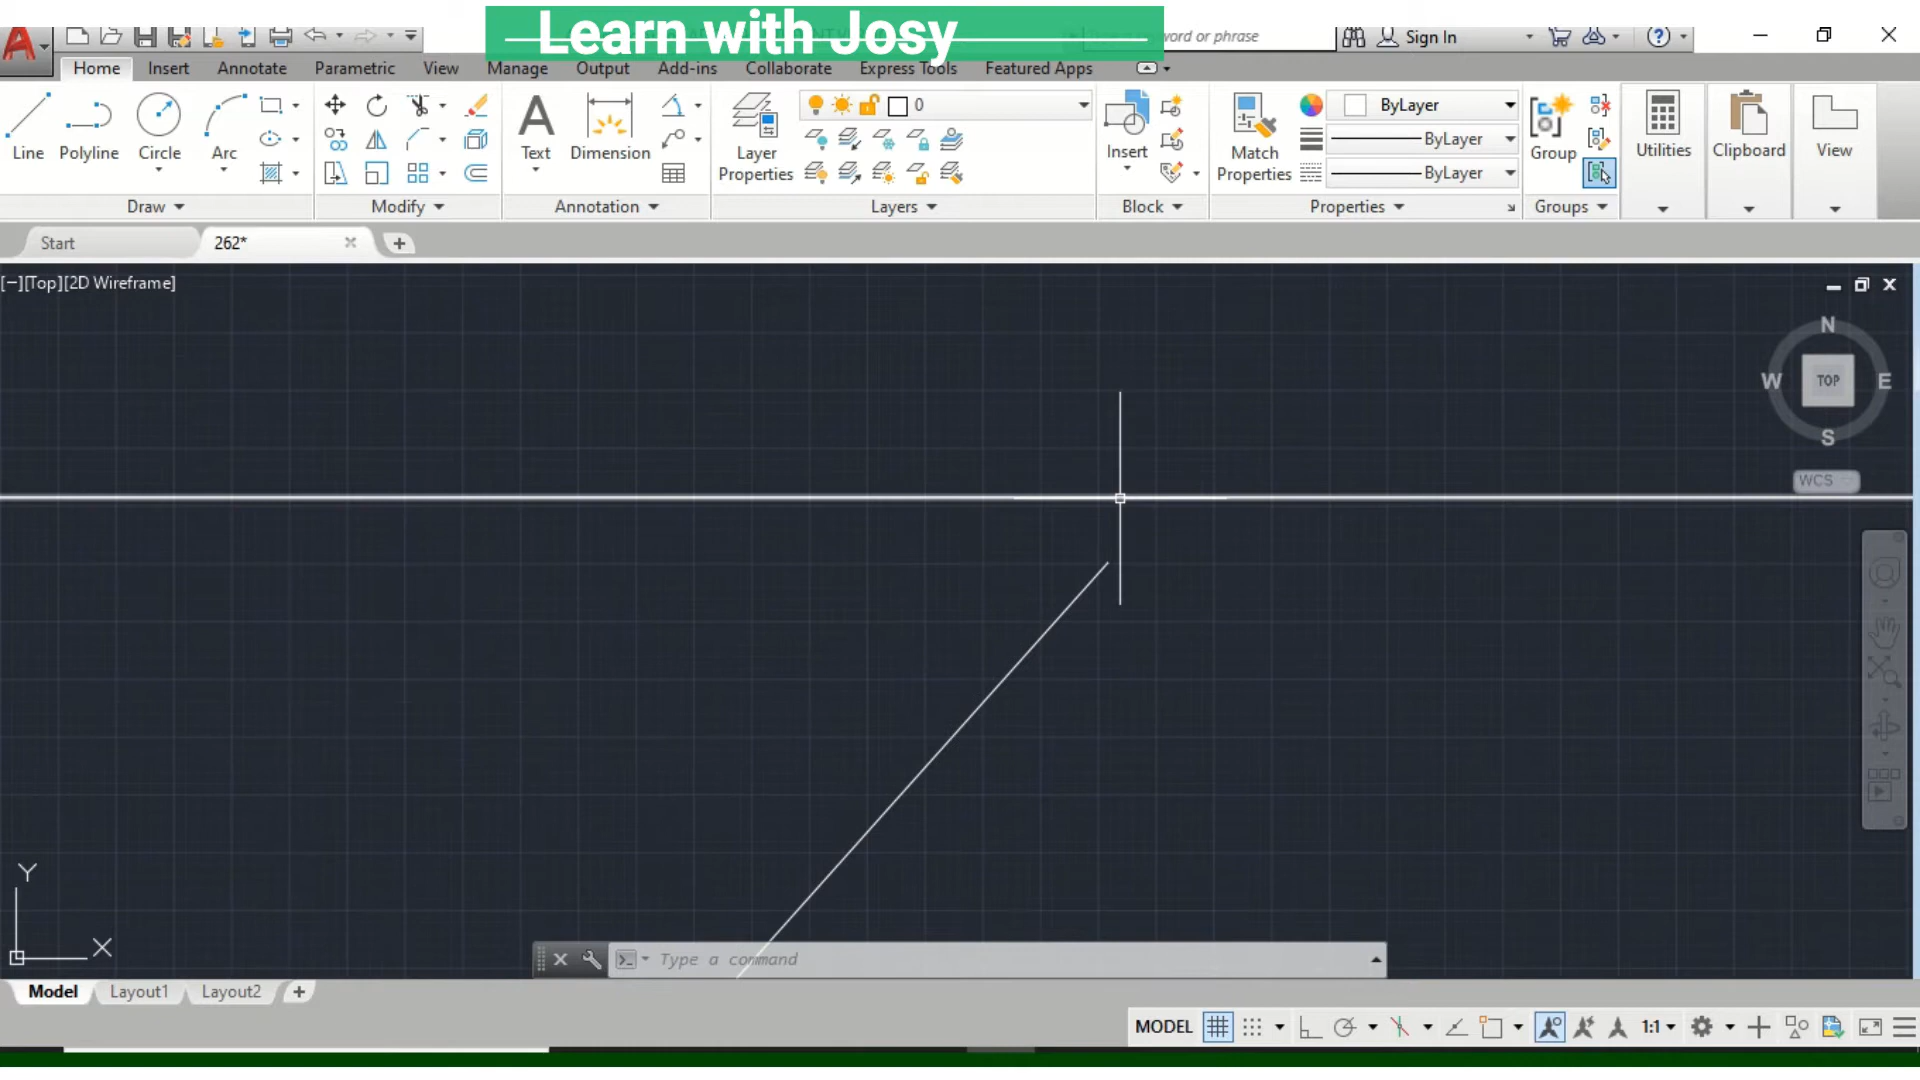 Learn with Josy
word or phrase
Sign In
Home
Insert
Annotate
Parametric
View
Manage
Output
Add-ins
Collaborate
Express Tools
Featured Apps
0
ByLayer
ByLayer
ByLayer
Line
Polyline
Circle
Arc
Text
Dimension
Layer
Properties
Insert
Match
Properties
Group
Utilities
Clipboard
View
Draw
Modify
Annotation
Layers
Block
Properties
Groups
Start
262*
[−][Top][2D Wireframe]
N
W
TOP
E
S
WCS
Y
X
Type a command
Model
Layout1
Layout2
MODEL
1:1